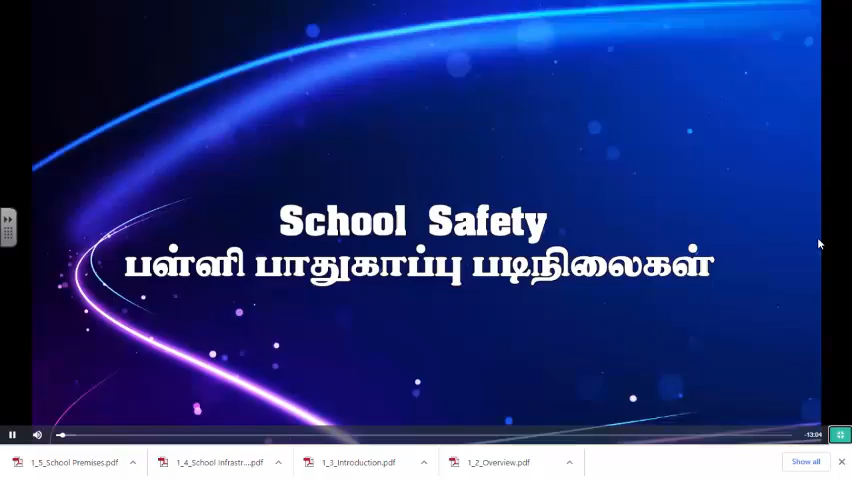 School Safety
பள்ளி பாதுகாப்பு படிநிலைகள்
-13:04
1_5_School Premises.pdf
1_4_School Infrastr....pdf
1_3_Introduction.pdf
1_2_Overview.pdf
Show all